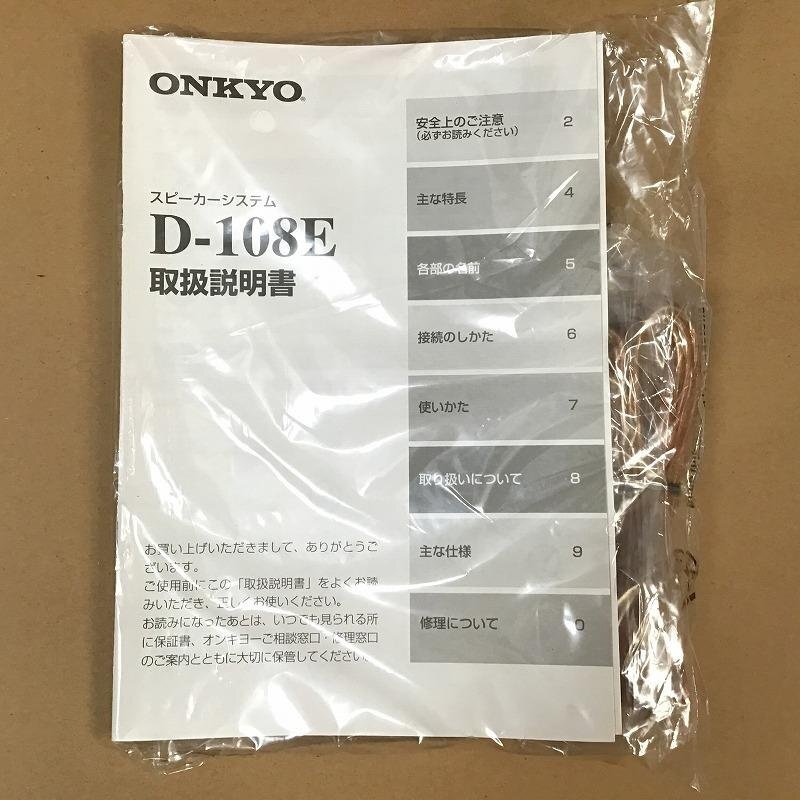 ONKYO®
スピーカーシステム
D-108E
取扱説明書
安全上のご注意 2
（必ずお読みください）
主な特長 4
各部の名前 5
接続のしかた 6
使いかた 7
取り扱いについて 8
主な仕様 9
修理について 0
お買い上げいただきまして、ありがとうご
ざいます。
ご使用前にこの「取扱説明書」をよくお読
みいただき、正しくお使いください。
お読みになったあとは、いつでも見られる所
に保証書、オンキヨーご相談窓口・修理窓口
のご案内とともに大切に保管してください。